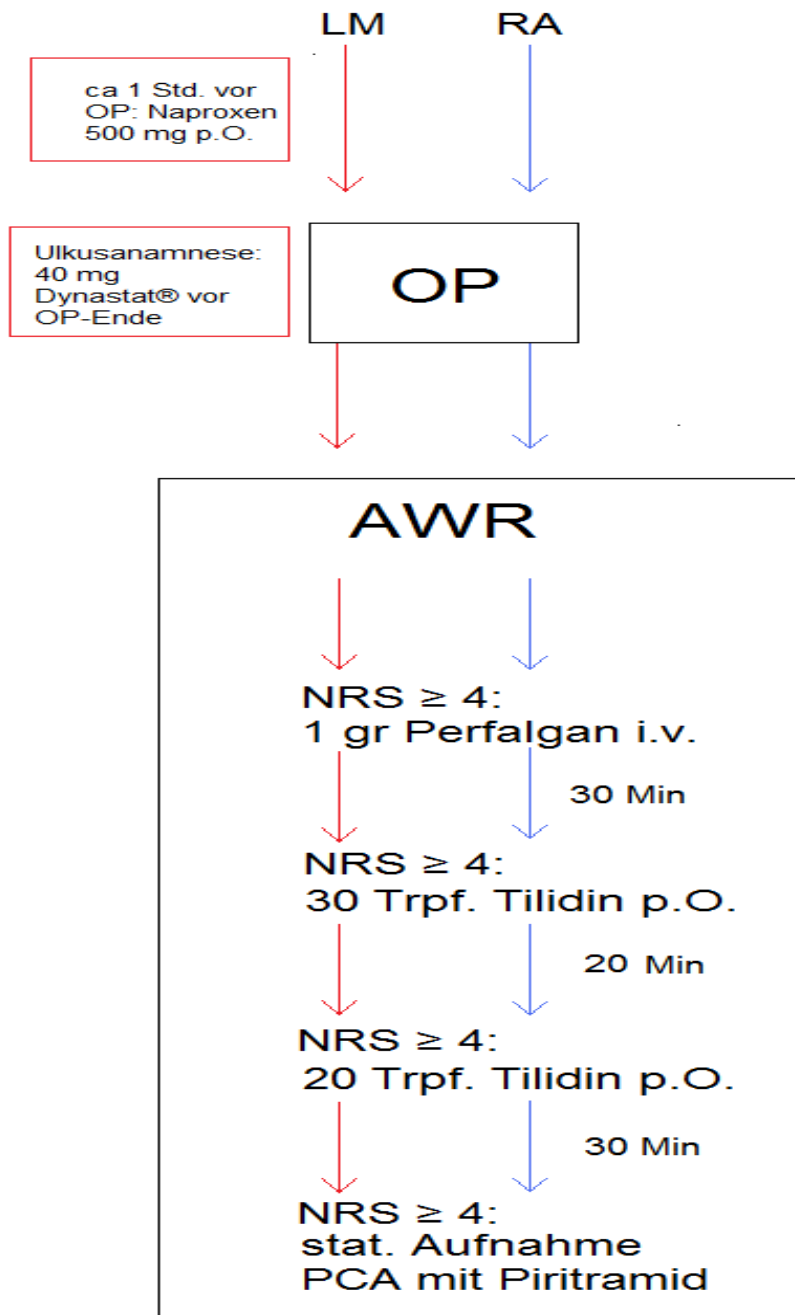 LM RA
ca 1 Std. vor
OP: Naproxen
500 mg p.O.
Ulkusanamnese:
40 mg
Dynastat® vor
OP-Ende
OP
AWR
NRS ≥ 4:
1 gr Perfalgan i.v.
30 Min
NRS ≥ 4:
30 Trpf. Tilidin p.O.
20 Min
NRS ≥ 4:
20 Trpf. Tilidin p.O.
30 Min
NRS ≥ 4:
stat. Aufnahme
PCA mit Piritramid